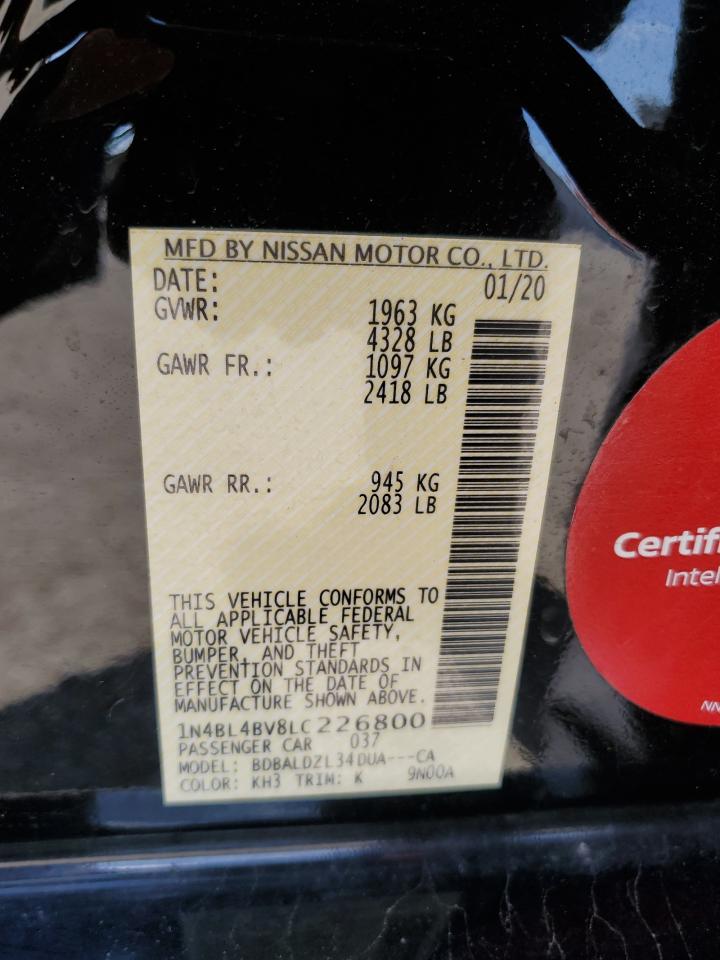 MFD BY NISSAN MOTOR CO., LTD.
DATE: 01/20
GVWR: 1963 KG
4328 LB
GAWR FR.: 1097 KG
2418 LB
GAWR RR.: 945 KG
2083 LB
THIS VEHICLE CONFORMS TO
ALL APPLICABLE FEDERAL
MOTOR VEHICLE SAFETY,
BUMPER, AND THEFT
PREVENTION STANDARDS IN
EFFECT ON THE DATE OF
MANUFACTURE SHOWN ABOVE.
1N4BL4BV8LC226800
PASSENGER CAR 037
MODEL: BDBALDZL34DUA---CA
COLOR: KH3 TRIM: K 9N00A
Certif
Intel
NN